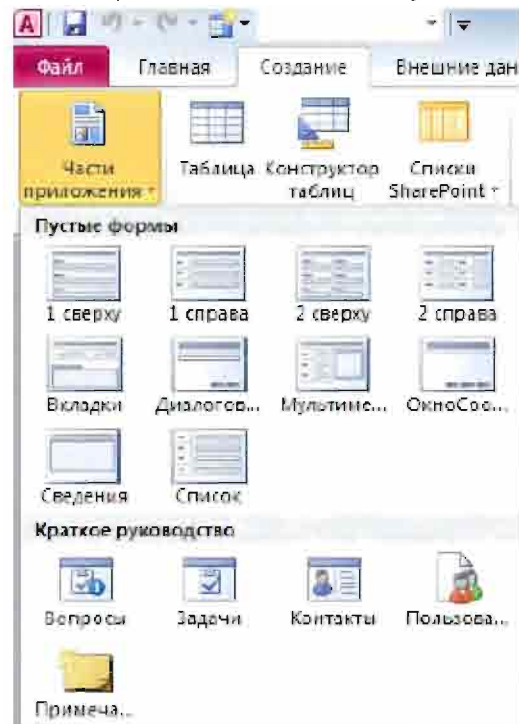 A
Файл Главная Создание Внешние дан
Части приложения
Таблица
Конструктор таблиц
Списки SharePoint
Пустые формы
1 сверху 1 справа 2 сверху 2 справа
Вкладки Диалогов... Мультиме... ОкноСоо...
Сведения Список
Краткое руководство
Вопросы Задачи Контакты Пользова...
Примеча...